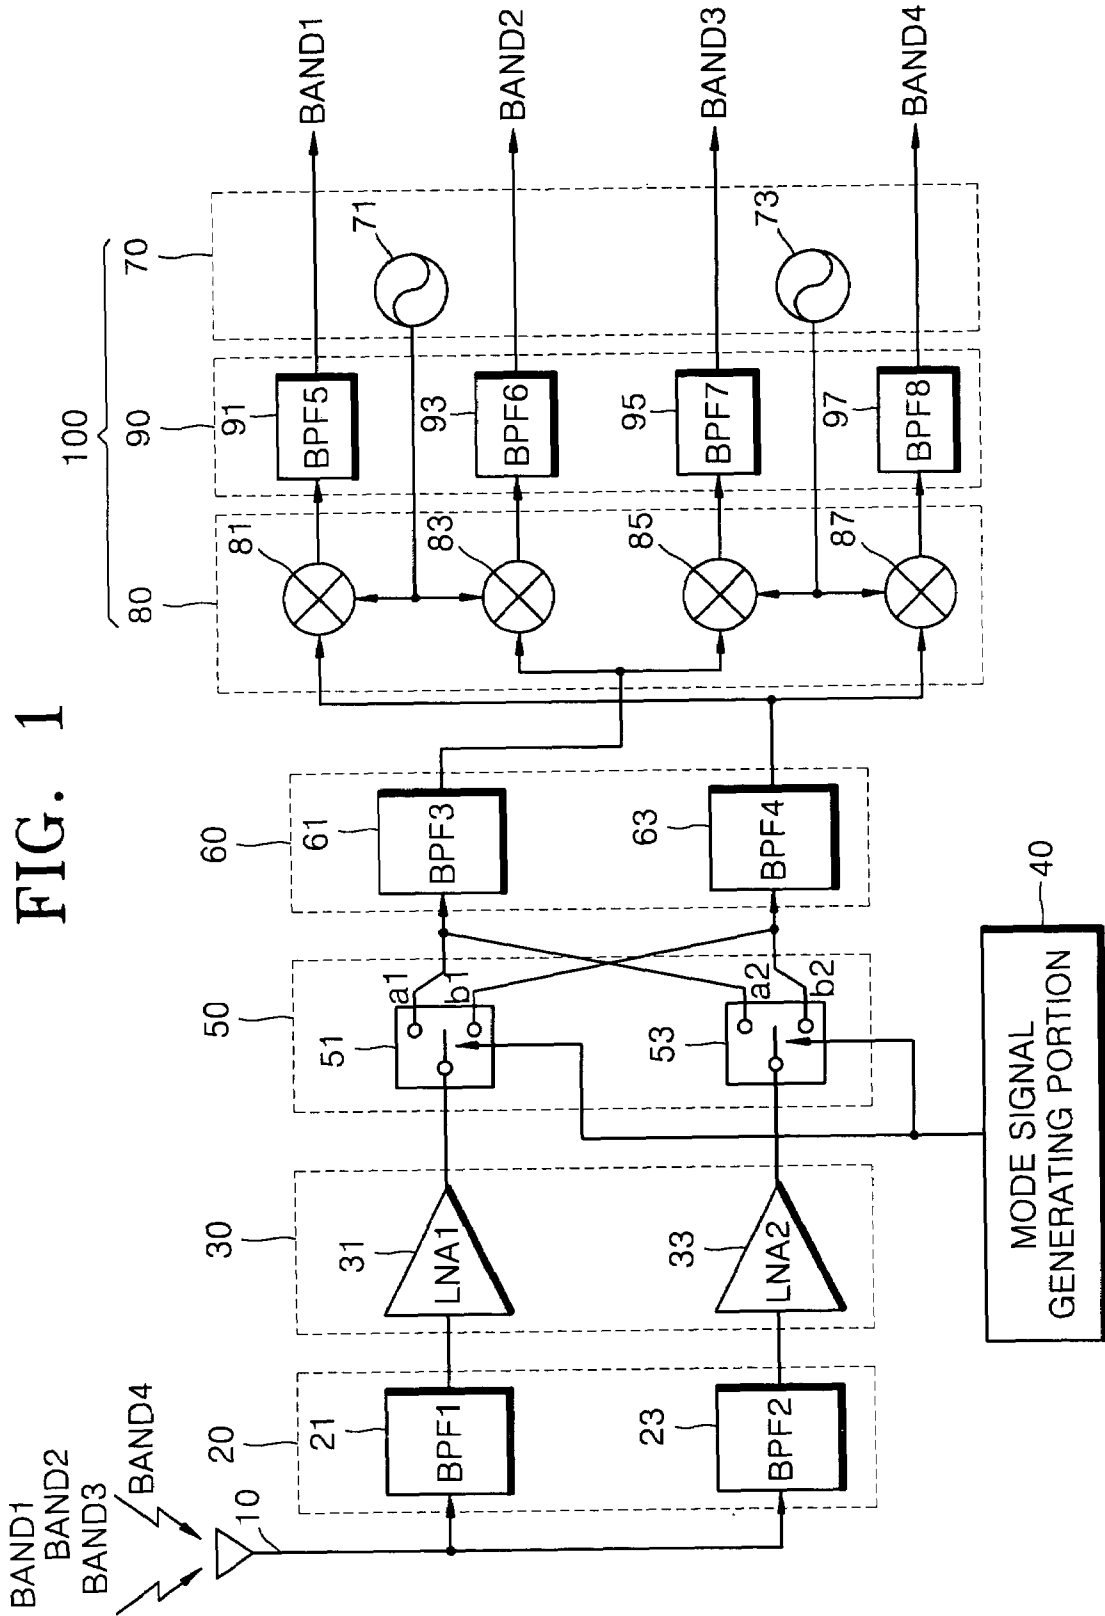 FIG. 1
BAND1
BAND2
BAND3
BAND4
10
20
21
BPF1
23
BPF2
30
31
LNA1
33
LNA2
40
MODE SIGNAL
GENERATING PORTION
50
51
a1
b1
53
a2
b2
60
61
BPF3
63
BPF4
100
80
81
83
85
87
90
91
BPF5
93
BPF6
95
BPF7
97
BPF8
70
71
73
BAND1
BAND2
BAND3
BAND4